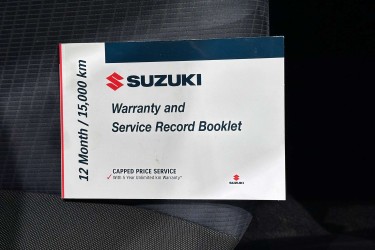 12 Month / 15,000 km
SUZUKI
Warranty and
Service Record Booklet
CAPPED PRICE SERVICE
✓ With 5 Year Unlimited km Warranty*
SUZUKI